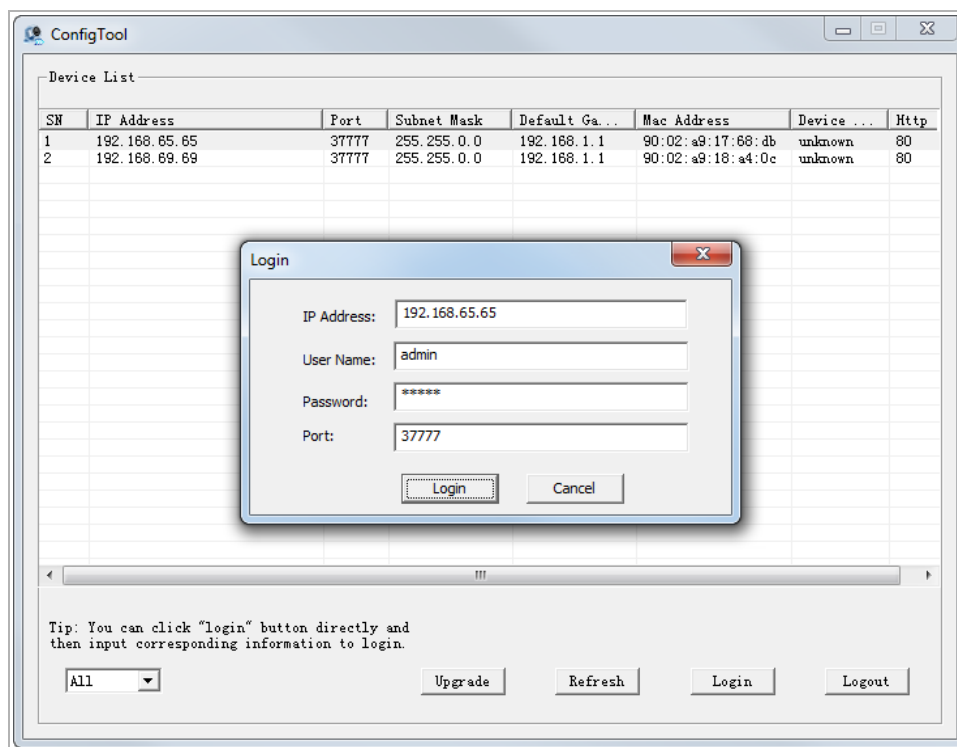 ConfigTool
Device List
SN IP Address Port Subnet Mask Default Ga... Mac Address Device ... Http
1 192.168.65.65 37777 255.255.0.0 192.168.1.1 90:02:a9:17:68:db unknown 80
2 192.168.69.69 37777 255.255.0.0 192.168.1.1 90:02:a9:18:a4:0c unknown 80
Login
IP Address: 192.168.65.65
User Name: admin
Password: *****
Port: 37777
Login Cancel
Tip: You can click "login" button directly and
then input corresponding information to login.
All Upgrade Refresh Login Logout